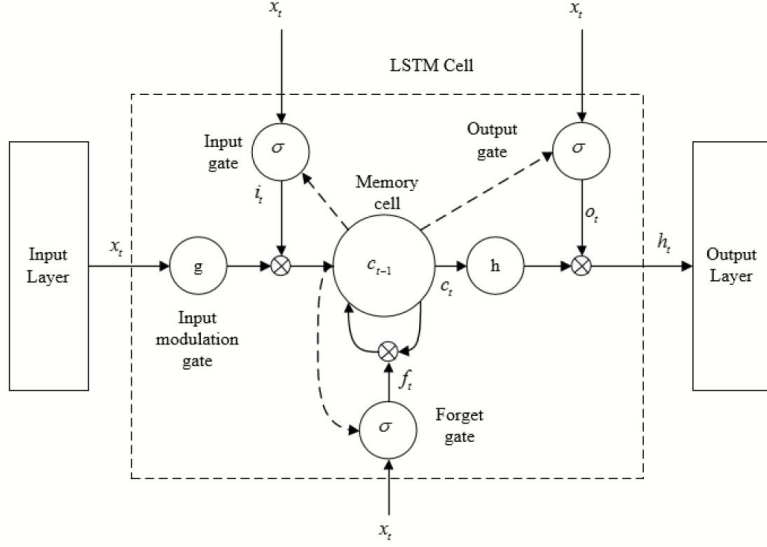 x_t
x_t
LSTM Cell
Input
gate
σ
Output
gate
σ
i_t
Memory
cell
o_t
Input
Layer
x_t
g
c_{t-1}
c_t
h
h_t
Output
Layer
Input
modulation
gate
f_t
σ
Forget
gate
x_t